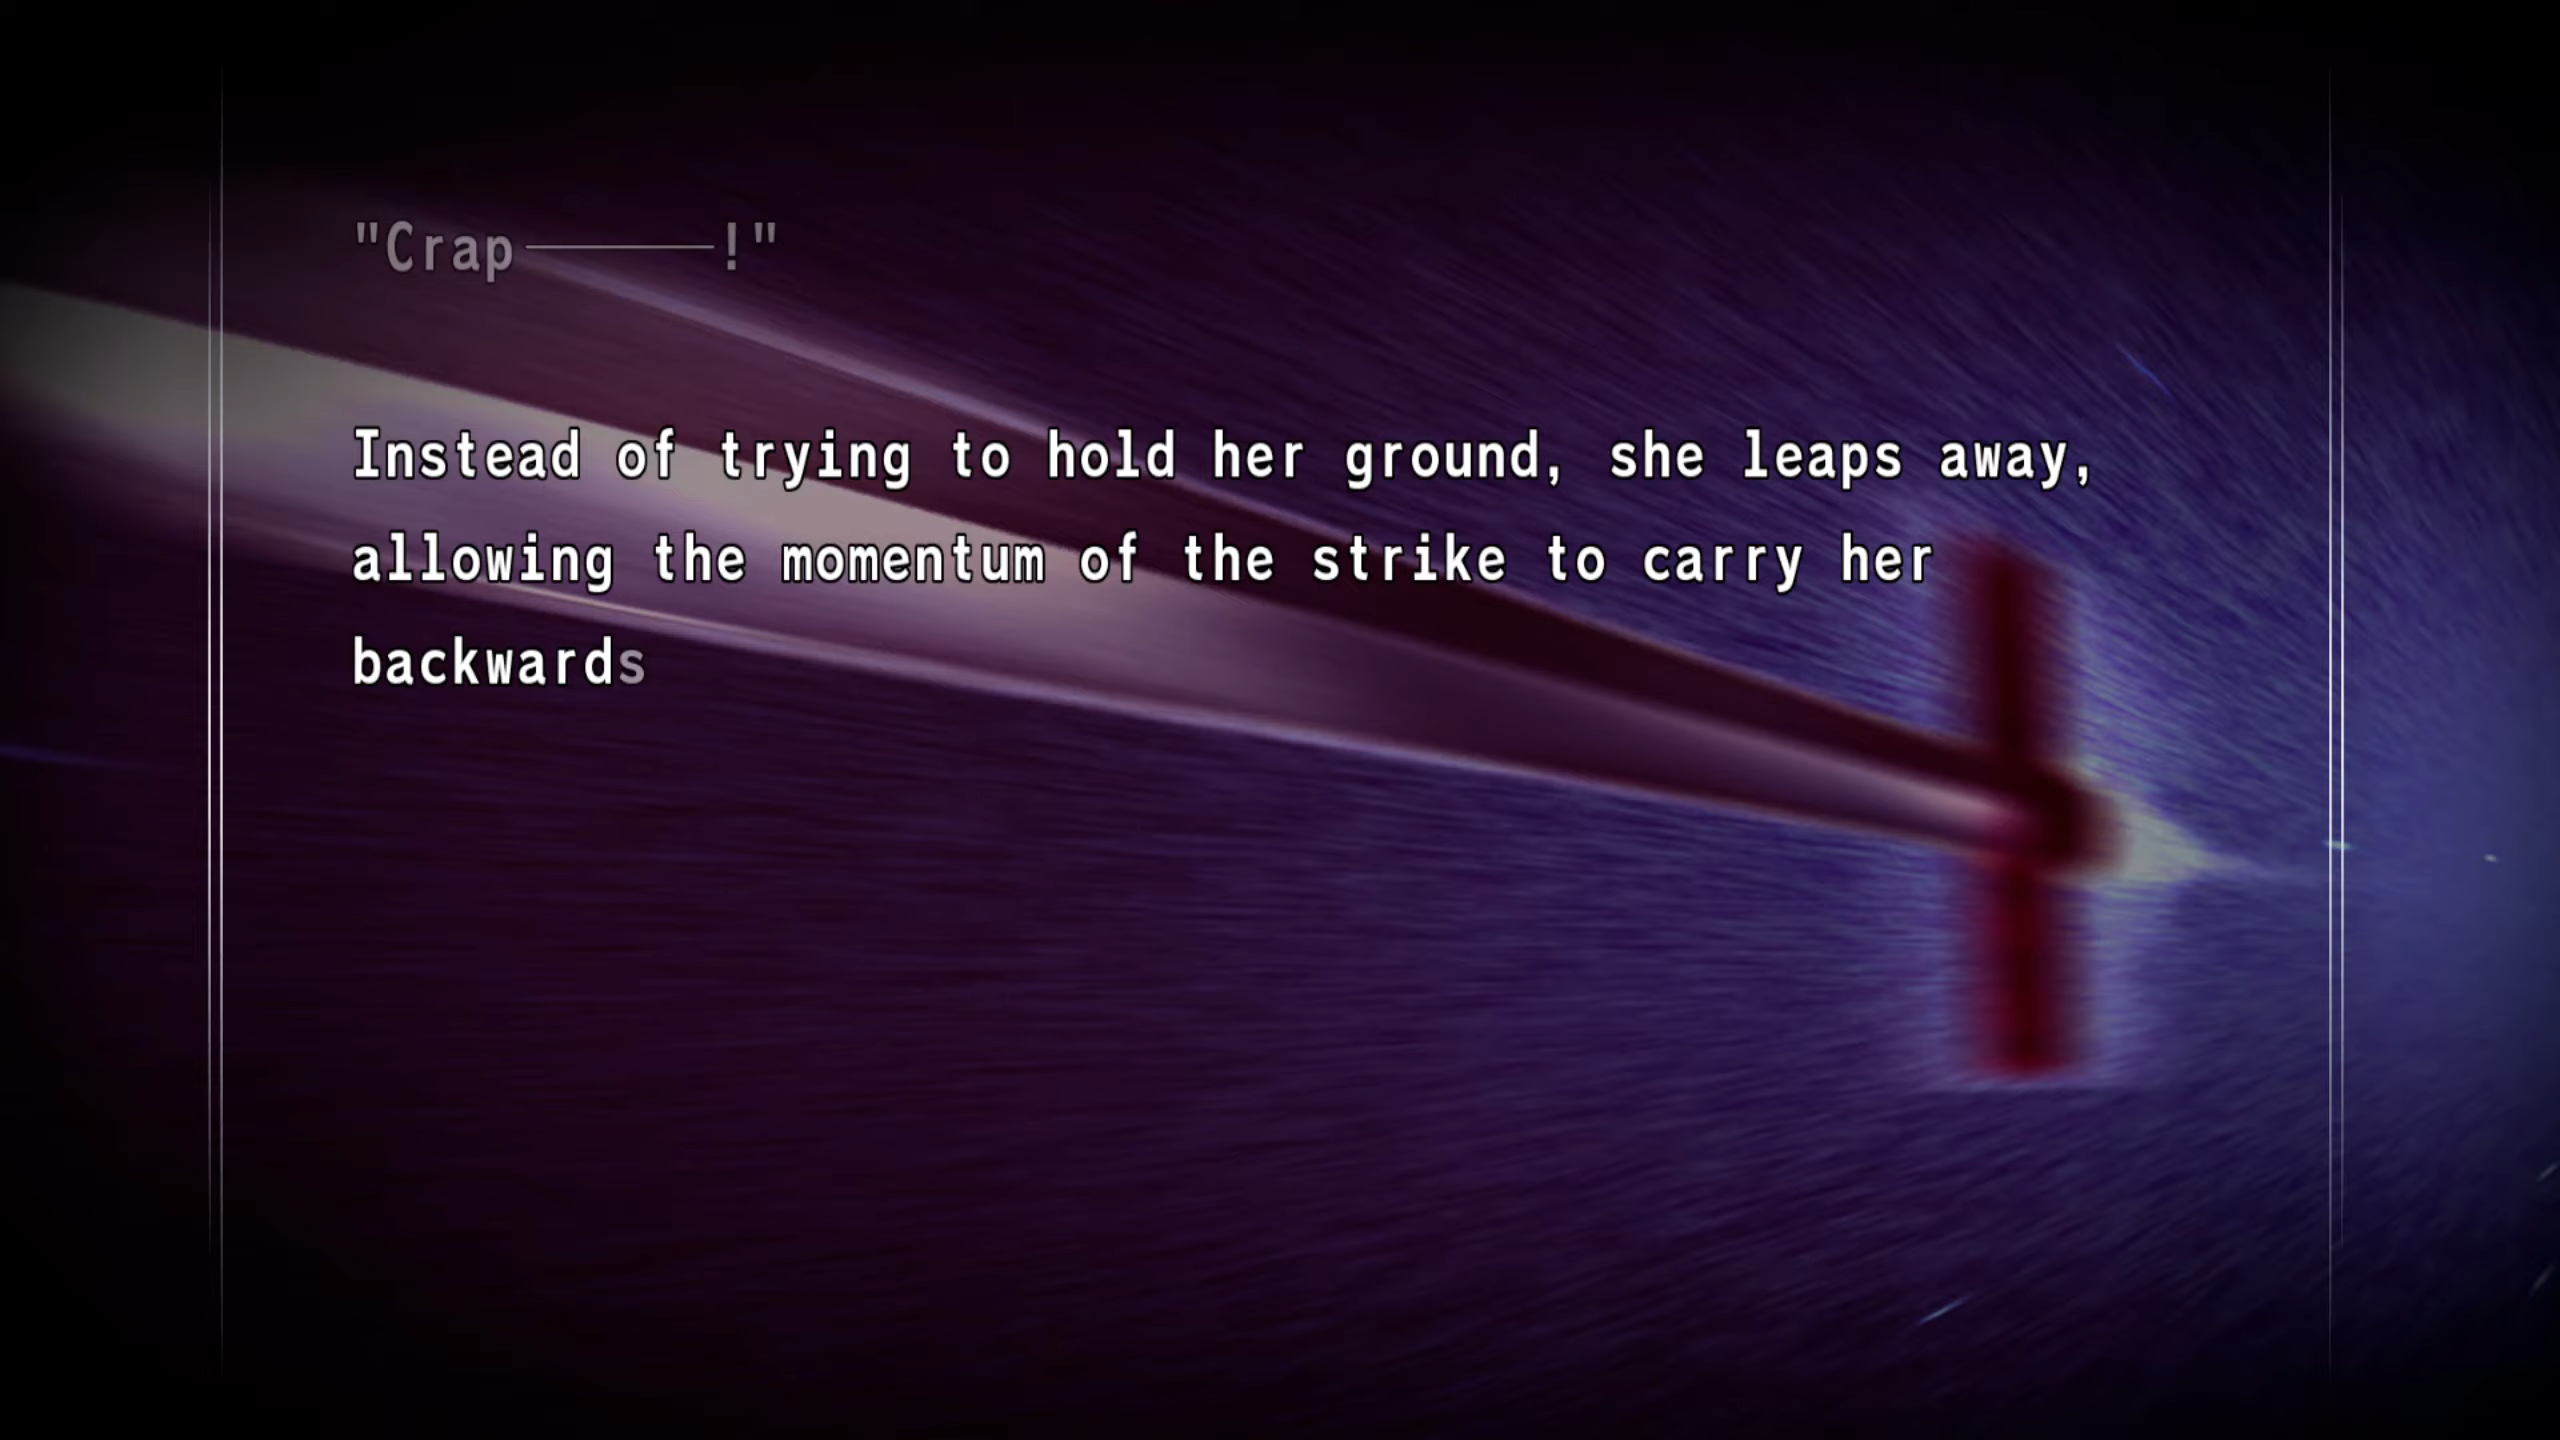 "Crap———!"
Instead of trying to hold her ground, she leaps away,
allowing the momentum of the strike to carry her
backwards